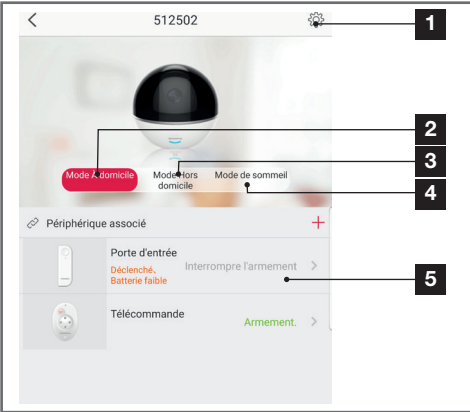 512502
1
2
3
4
Mode À domicile
Mode Hors
domicile
Mode de sommeil
Périphérique associé
Porte d'entrée
Déclenché、
Batterie faible
Interrompre l'armement
5
Télécommande
Armement.